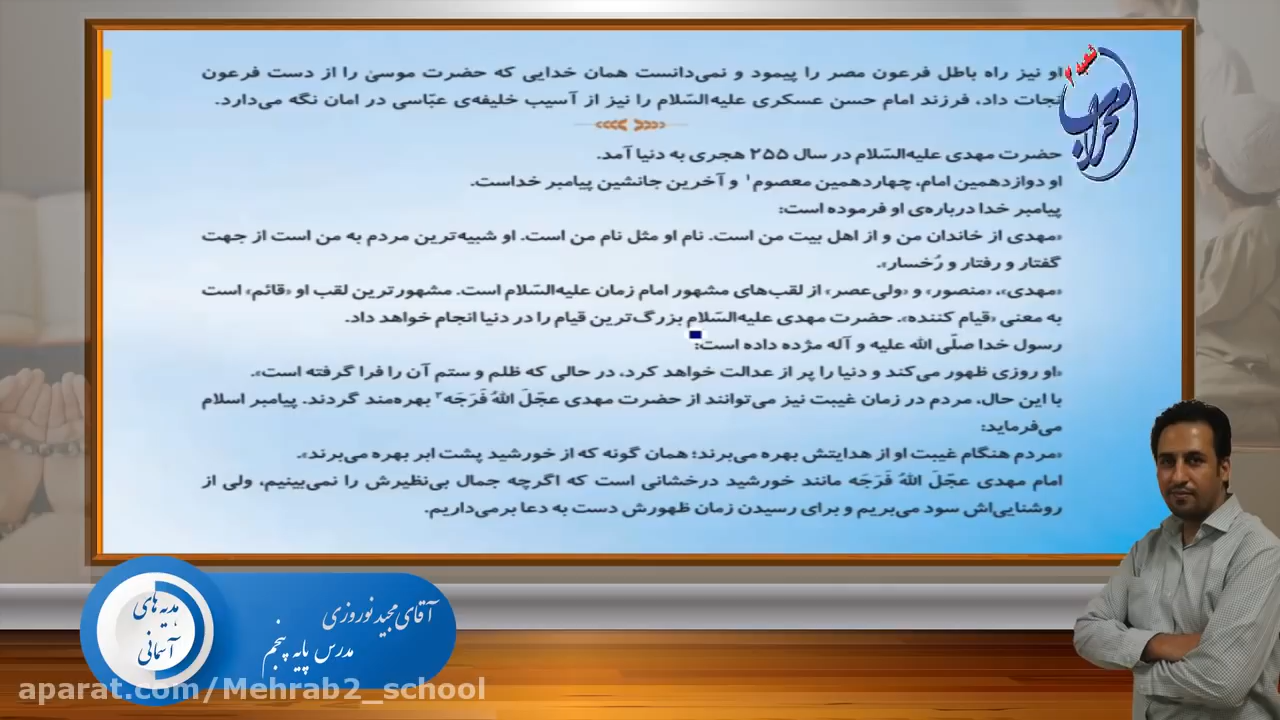 او نیز راه باطل فرعون مصر را پیمود و نمی‌دانست همان خدایی که حضرت موسیٰ را از دست فرعون
نجات داد، فرزند امام حسن عسکری علیه‌السّلام را نیز از آسیب خلیفه‌ی عبّاسی در امان نگه می‌دارد.
حضرت مهدی علیه‌السّلام در سال ۲۵۵ هجری به دنیا آمد.
او دوازدهمین امام، چهاردهمین معصوم۱ و آخرین جانشین پیامبر خداست.
پیامبر خدا درباره‌ی او فرموده است:
«مهدی از خاندان من و از اهل بیت من است. نام او مثل نام من است. او شبیه‌ترین مردم به من است از جهت
گفتار و رفتار و رُخسار».
«مهدی»، «منصور» و «ولی‌عصر» از لقب‌های مشهور امام زمان علیه‌السّلام است. مشهورترین لقب او «قائم» است
به معنی «قیام کننده». حضرت مهدی علیه‌السّلام بزرگ‌ترین قیام را در دنیا انجام خواهد داد.
رسول خدا صلّی الله علیه و آله مژده داده است:
«او روزی ظهور می‌کند و دنیا را پر از عدالت خواهد کرد، در حالی که ظلم و ستم آن را فرا گرفته است».
با این حال، مردم در زمان غیبت نیز می‌توانند از حضرت مهدی عجّلَ اللهُ فَرَجَه۲ بهره‌مند گردند. پیامبر اسلام
می‌فرماید:
«مردم هنگام غیبت او از هدایتش بهره می‌برند؛ همان گونه که از خورشید پشت ابر بهره می‌برند».
امام مهدی عجّلَ اللهُ فَرَجَه مانند خورشید درخشانی است که اگرچه جمال بی‌نظیرش را نمی‌بینیم، ولی از
روشنایی‌اش سود می‌بریم و برای رسیدن زمان ظهورش دست به دعا برمی‌داریم.
محراب
شعبه ۲
آقای مجید نوروزی
مدرس پایه پنجم
هدیه های
آسمانی
aparat.com/Mehrab2_school